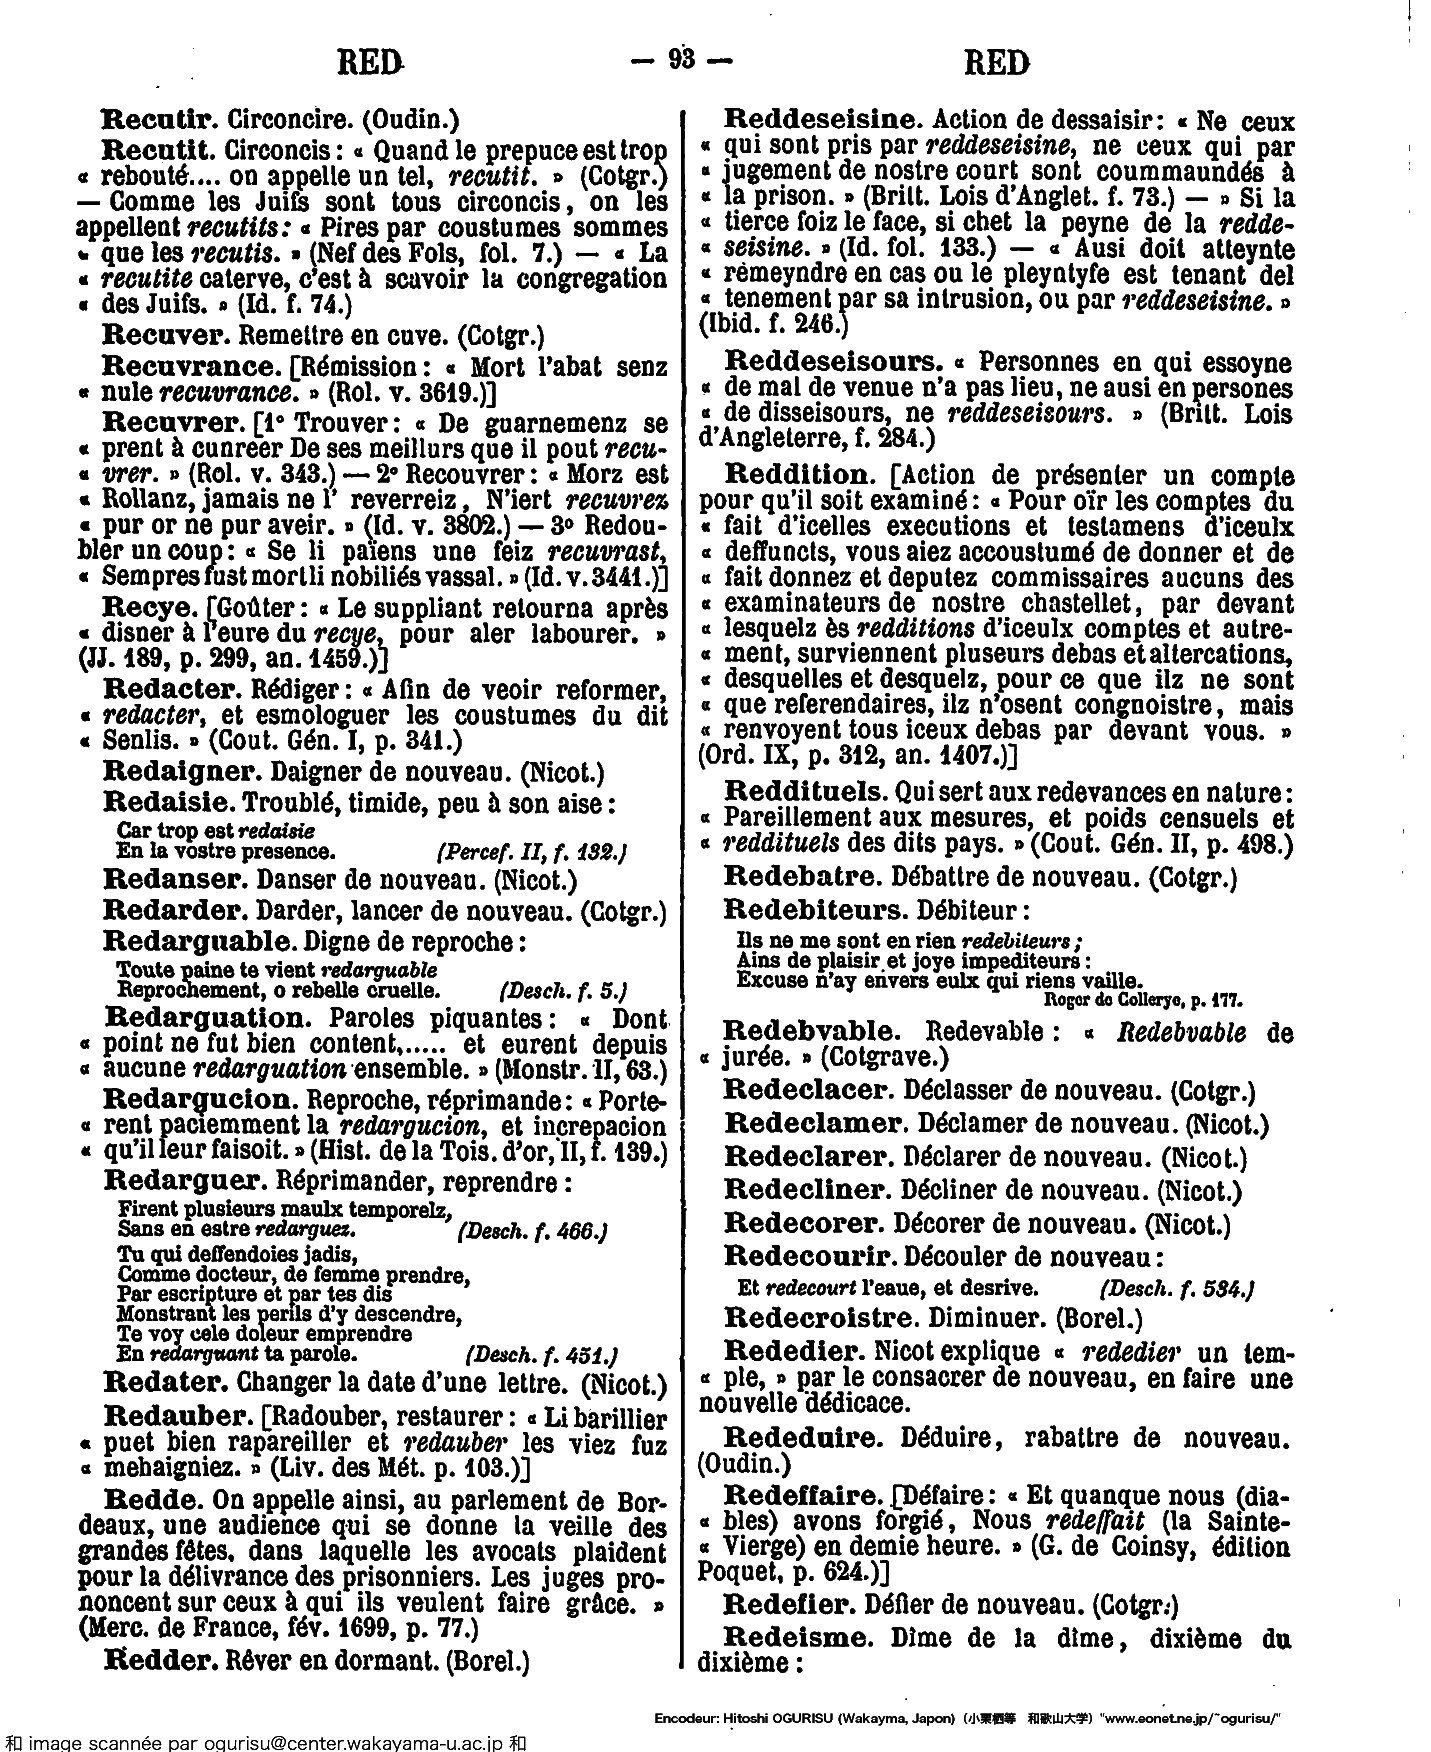 RED — 93 — RED
Recutir. Circoncire. (Oudin.)
Recutit. Circoncis : « Quand le prepuce est trop
« rebouté.... on appelle un tel, recutit. » (Cotgr.)
— Comme les Juifs sont tous circoncis, on les
appellent recutits : « Pires par coustumes sommes
« que les recutis. » (Nef des Fols, fol. 7.) — « La
« recutite caterve, c'est à scavoir la congregation
« des Juifs. » (Id. f. 74.)
Recuver. Remettre en cuve. (Cotgr.)
Recuvrance. [Rémission : « Mort l'abat senz
« nule recuvrance. » (Rol. v. 3619.)]
Recuvrer. [1° Trouver : « De guarnemenz se
« prent à cunreer De ses meillurs que il pout recu-
« vrer. » (Rol. v. 343.) — 2° Recouvrer : « Morz est
« Rollanz, jamais ne l' reverreiz, N'iert recuvrez
« pur or ne pur aveir. » (Id. v. 3802.) — 3° Redou-
bler un coup : « Se li païens une feiz recuvrast,
« Sempres fust mort li nobiliés vassal. » (Id. v. 3441.)]
Recye. [Goûter : « Le suppliant retourna après
« disner à l'eure du recye, pour aler labourer. »
(JJ. 189, p. 299, an. 1459.)]
Redacter. Rédiger : « Afin de veoir reformer,
« redacter, et esmologuer les coustumes du dit
« Senlis. » (Cout. Gén. I, p. 341.)
Redaigner. Daigner de nouveau. (Nicot.)
Redaisie. Troublé, timide, peu à son aise :
Car trop est redaisie
En la vostre presence. (Percef. II, f. 132.)
Redanser. Danser de nouveau. (Nicot.)
Redarder. Darder, lancer de nouveau. (Cotgr.)
Redarguable. Digne de reproche :
Toute paine te vient redarguable
Reprochement, o rebelle cruelle. (Desch. f. 5.)
Redarguation. Paroles piquantes : « Dont
« point ne fut bien content,..... et eurent depuis
« aucune redarguation ensemble. » (Monstr. II, 63.)
Redargucion. Reproche, réprimande : « Porte-
« rent paciemment la redargucion, et increpacion
« qu'il leur faisoit. » (Hist. de la Tois. d'or, II, f. 139.)
Redarguer. Réprimander, reprendre :
Firent plusieurs maulx temporelz,
Sans en estre redarguez. (Desch. f. 466.)
Tu qui deffendoies jadis,
Comme docteur, de femme prendre,
Par escripture et par tes dis
Monstrant les perils d'y descendre,
Te voy cele doleur emprendre
En redarguant ta parole. (Desch. f. 451.)
Redater. Changer la date d'une lettre. (Nicot.)
Redauber. [Radouber, restaurer : « Li barillier
« puet bien rapareiller et redauber les viez fuz
« mehaigniez. » (Liv. des Mét. p. 103.)]
Redde. On appelle ainsi, au parlement de Bor-
deaux, une audience qui se donne la veille des
grandes fêtes, dans laquelle les avocats plaident
pour la délivrance des prisonniers. Les juges pro-
noncent sur ceux à qui ils veulent faire grâce. »
(Merc. de France, fév. 1699, p. 77.)
Redder. Rêver en dormant. (Borel.)
Reddeseisine. Action de dessaisir : « Ne ceux
« qui sont pris par reddeseisine, ne ceux qui par
« jugement de nostre court sont coummaundés à
« la prison. » (Britt. Lois d'Anglet. f. 73.) — » Si la
« tierce foiz le face, si chet la peyne de la redde-
« seisine. » (Id. fol. 133.) — « Ausi doit atteynte
« remeyndre en cas ou le pleyntyfe est tenant del
« tenement par sa intrusion, ou par reddeseisine. »
(Ibid. f. 246.)
Reddeseisours. « Personnes en qui essoyne
« de mal de venue n'a pas lieu, ne ausi en persones
« de disseisours, ne reddeseisours. » (Britt. Lois
d'Angleterre, f. 284.)
Reddition. [Action de présenter un compte
pour qu'il soit examiné : « Pour oïr les comptes du
« fait d'icelles executions et testamens d'iceulx
« deffuncts, vous aiez accoustumé de donner et de
« fait donnez et deputez commissaires aucuns des
« examinateurs de nostre chastellet, par devant
« lesquelz ès redditions d'iceulx comptes et autre-
« ment, surviennent pluseurs debas et altercations,
« desquelles et desquelz, pour ce que ilz ne sont
« que referendaires, ilz n'osent congnoistre, mais
« renvoyent tous iceux debas par devant vous. »
(Ord. IX, p. 312, an. 1407.)]
Reddituels. Qui sert aux redevances en nature :
« Pareillement aux mesures, et poids censuels et
« reddituels des dits pays. » (Cout. Gén. II, p. 498.)
Redebatre. Débattre de nouveau. (Cotgr.)
Redebiteurs. Débiteur :
Ils ne me sont en rien redebiteurs ;
Ains de plaisir et joye impediteurs :
Excuse n'ay envers eulx qui riens vaille.
Roger de Collerye, p. 177.
Redebvable. Redevable : « Redebvable de
« jurée. » (Cotgrave.)
Redeclacer. Déclasser de nouveau. (Cotgr.)
Redeclamer. Déclamer de nouveau. (Nicot.)
Redeclarer. Déclarer de nouveau. (Nicot.)
Redecliner. Décliner de nouveau. (Nicot.)
Redecorer. Décorer de nouveau. (Nicot.)
Redecourir. Découler de nouveau :
Et redecourt l'eaue, et desrive. (Desch. f. 534.)
Redecroistre. Diminuer. (Borel.)
Rededier. Nicot explique « rededier un tem-
« ple, » par le consacrer de nouveau, en faire une
nouvelle dédicace.
Rededuire. Déduire, rabattre de nouveau.
(Oudin.)
Redeffaire. [Défaire : « Et quanque nous (dia-
« bles) avons forgié, Nous redeffait (la Sainte-
« Vierge) en demie heure. » (G. de Coinsy, édition
Poquet, p. 624.)]
Redefier. Défier de nouveau. (Cotgr.)
Redeisme. Dîme de la dîme, dixième du
dixième :
Encodeur: Hitoshi OGURISU (Wakayma, Japon) (小栗栖等 和歌山大学) "www.eonet.ne.jp/~ogurisu/"
和 image scannée par ogurisu@center.wakayama-u.ac.jp 和